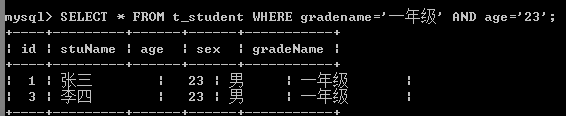 mysql> SELECT * FROM t_student WHERE gradename='一年级' AND age='23';
+----+---------+------+------+-----------+
| id | stuName | age | sex | gradeName |
+----+---------+------+------+-----------+
| 1 | 张三 | 23 | 男 | 一年级 |
| 3 | 李四 | 23 | 男 | 一年级 |
+----+---------+------+------+-----------+